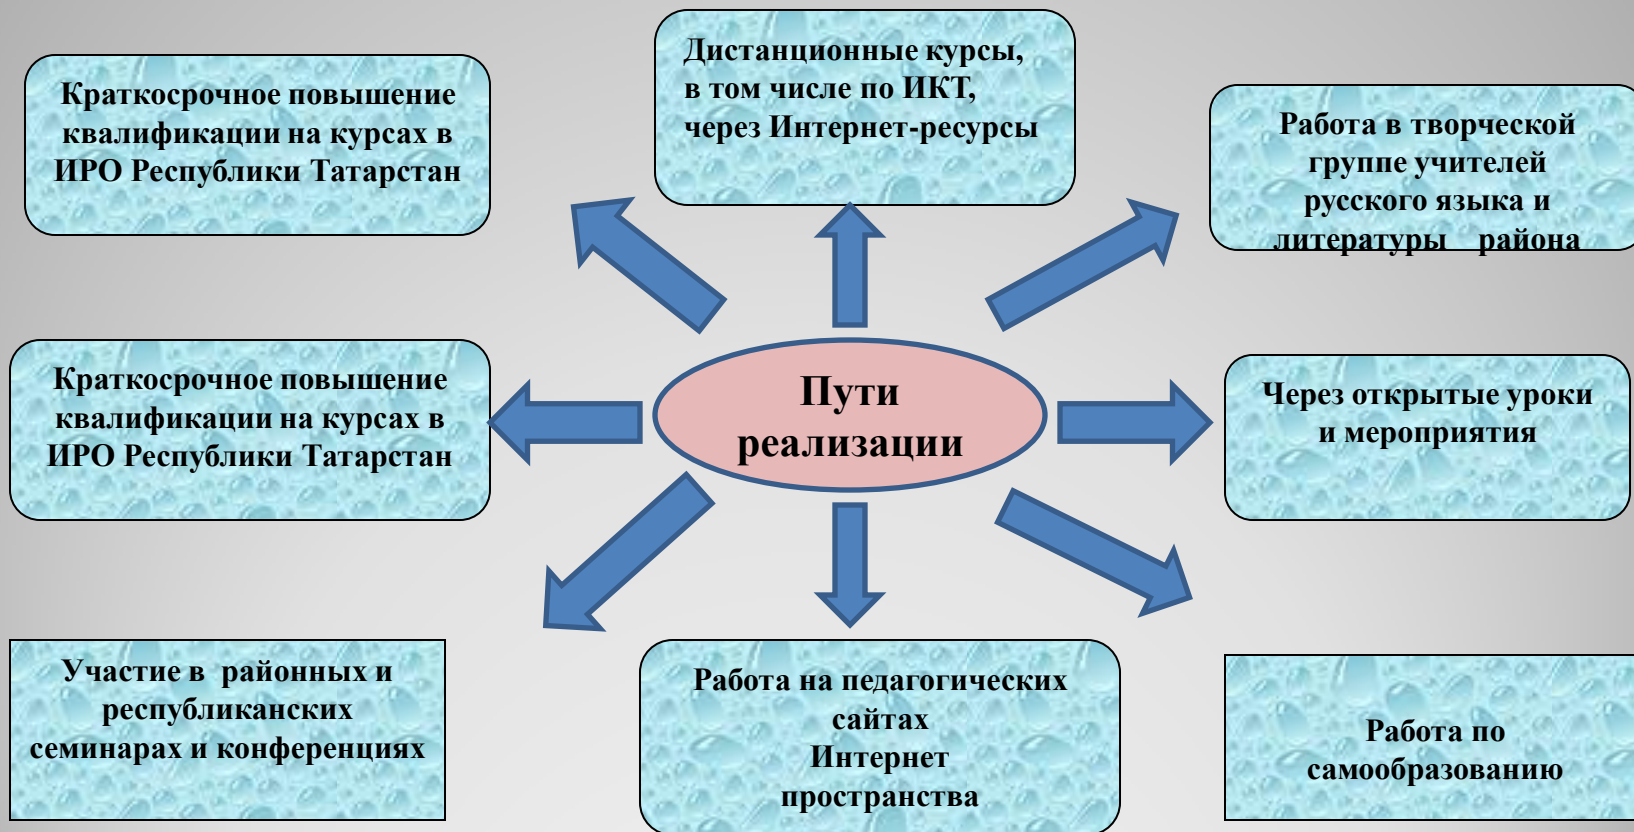 Краткосрочное повышение
квалификации на курсах в
ИРО Республики Татарстан
Дистанционные курсы,
в том числе по ИКТ,
через Интернет-ресурсы
Работа в творческой
группе учителей
русского языка и
литературы района
Краткосрочное повышение
квалификации на курсах в
ИРО Республики Татарстан
Пути
реализации
Через открытые уроки
и мероприятия
Участие в районных и
республиканских
семинарах и конференциях
Работа на педагогических
сайтах
Интернет
пространства
Работа по
самообразованию